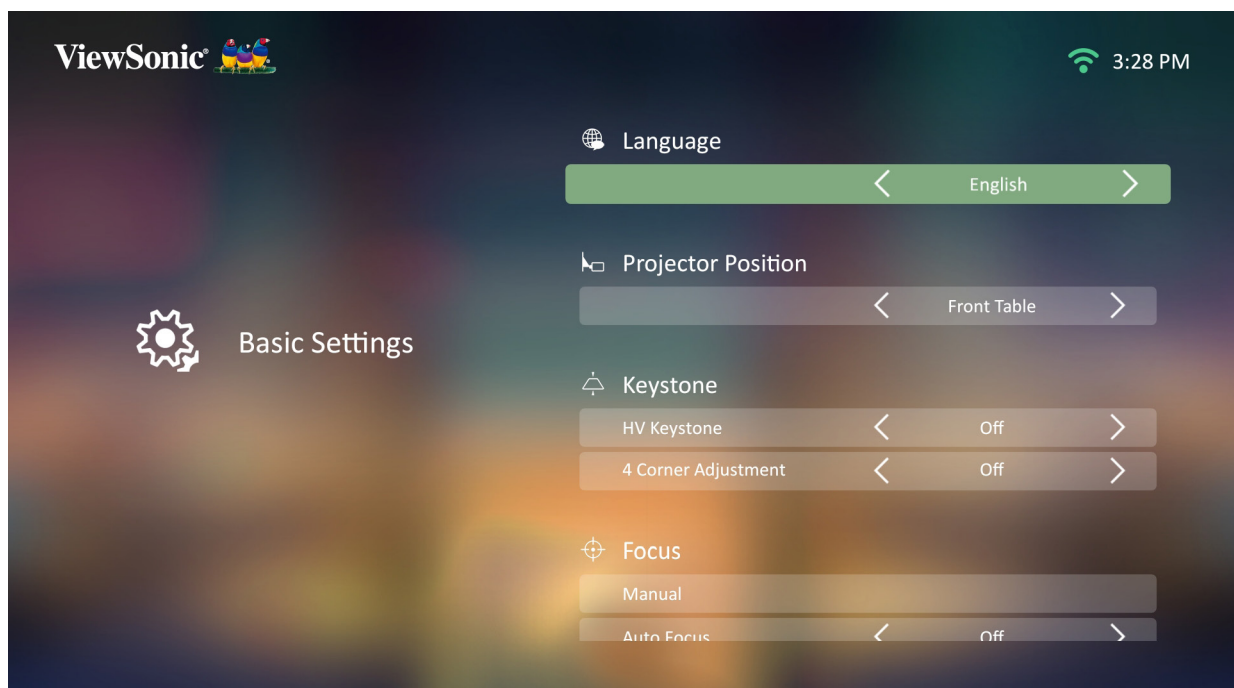 ViewSonic®
3:28 PM
Language
English
Projector Position
Front Table
Basic Settings
Keystone
HV Keystone Off
4 Corner Adjustment Off
Focus
Manual
Auto Focus Off